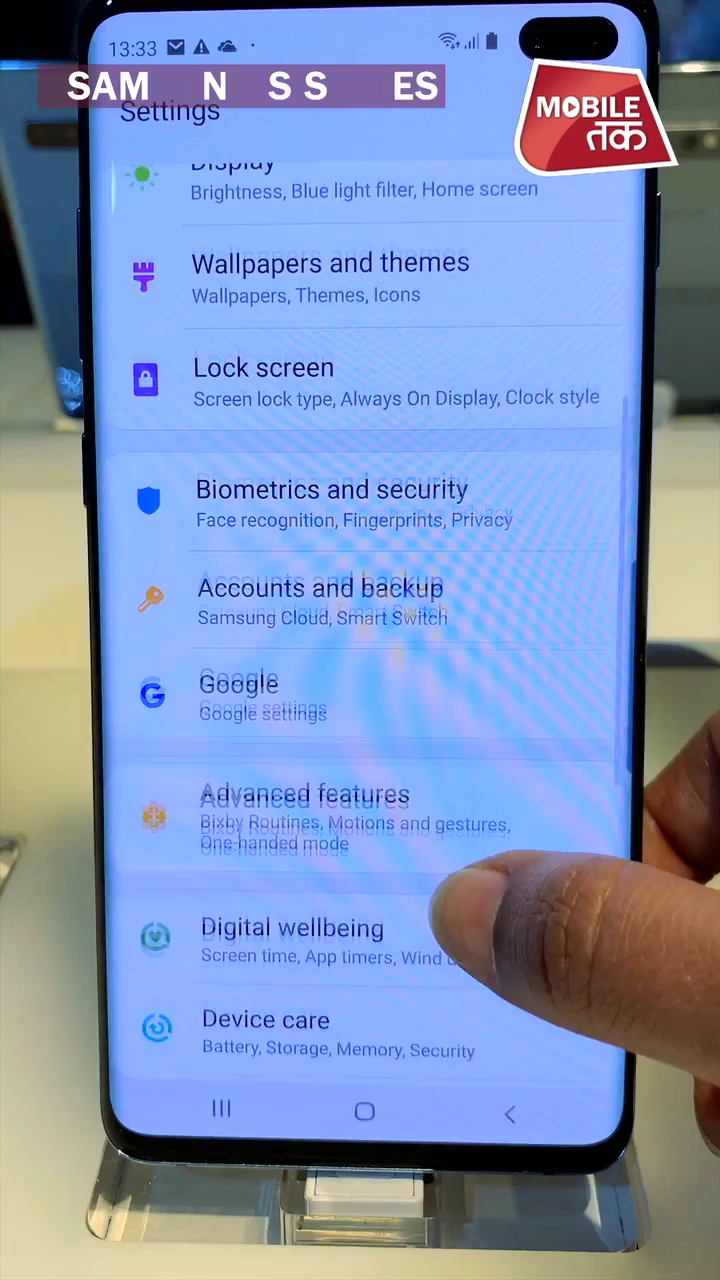 13:33
SAM N S S ES
Settings
MOBILE
तक
Display
Brightness, Blue light filter, Home screen
Wallpapers and themes
Wallpapers, Themes, Icons
Lock screen
Screen lock type, Always On Display, Clock style
Biometrics and security
Face recognition, Fingerprints, Privacy
Accounts and backup
Samsung Cloud, Smart Switch
Google
Google settings
Advanced features
Bixby Routines, Motions and gestures,
One-handed mode
Digital wellbeing
Screen time, App timers, Wind
Device care
Battery, Storage, Memory, Security